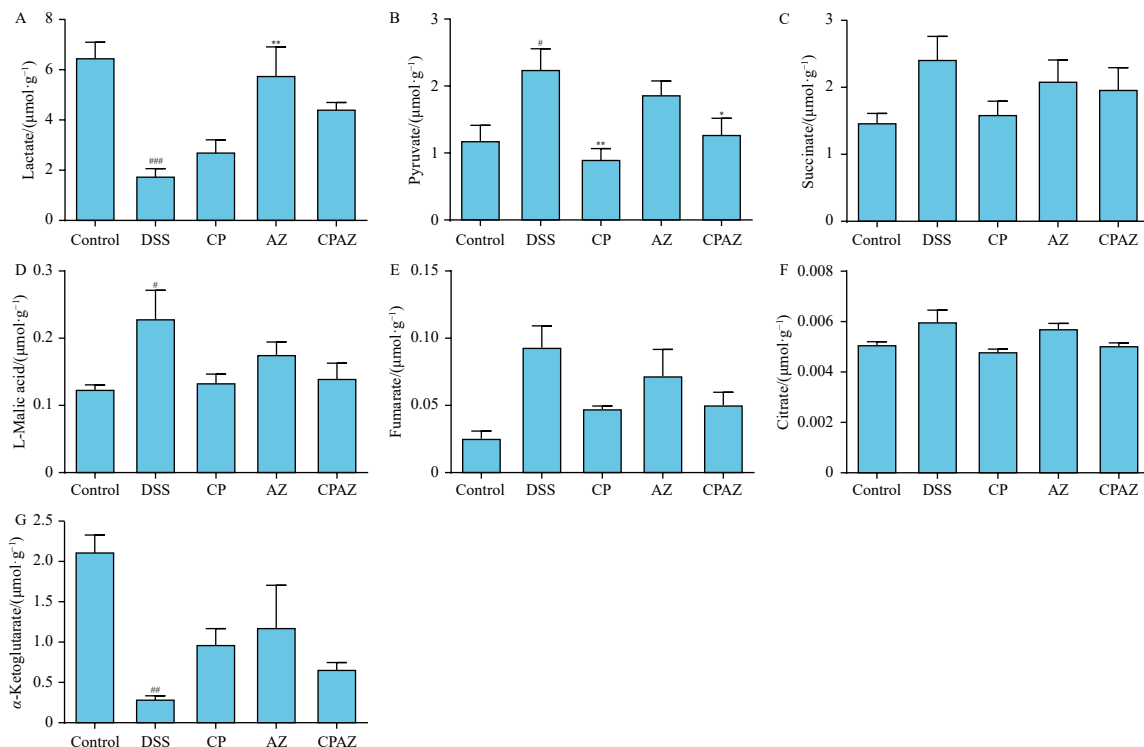 A
Lactate/(μmol·g⁻¹)
8
6
4
2
0
###
**
Control DSS CP AZ CPAZ
B
Pyruvate/(μmol·g⁻¹)
3
2
1
0
#
**
*
Control DSS CP AZ CPAZ
C
Succinate/(μmol·g⁻¹)
3
2
1
0
Control DSS CP AZ CPAZ
D
L-Malic acid/(μmol·g⁻¹)
0.3
0.2
0.1
0
#
Control DSS CP AZ CPAZ
E
Fumarate/(μmol·g⁻¹)
0.15
0.10
0.05
0
Control DSS CP AZ CPAZ
F
Citrate/(μmol·g⁻¹)
0.008
0.006
0.004
0.002
0
Control DSS CP AZ CPAZ
G
α-Ketoglutarate/(μmol·g⁻¹)
2.5
2.0
1.5
1.0
0.5
0
##
Control DSS CP AZ CPAZ